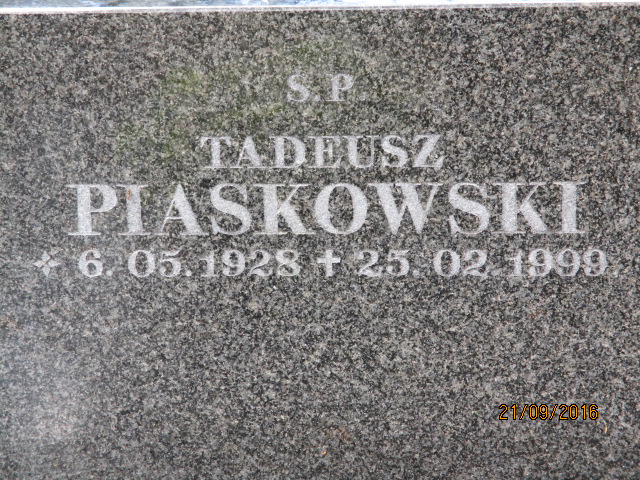 S.P.
TADEUSZ
PIASKOWSKI
6.05.1928 ✝ 25.02.1999.
21/09/2016